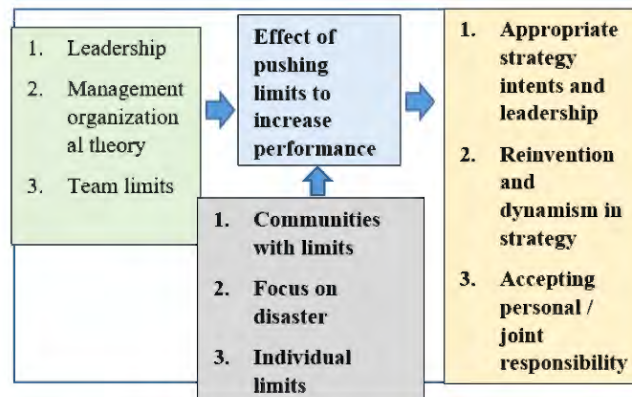 1. Leadership
2. Management
organization
al theory
3. Team limits
Effect of
pushing
limits to
increase
performance
1. Communities
with limits
2. Focus on
disaster
3. Individual
limits
1. Appropriate
strategy
intents and
leadership
2. Reinvention
and
dynamism in
strategy
3. Accepting
personal /
joint
responsibility